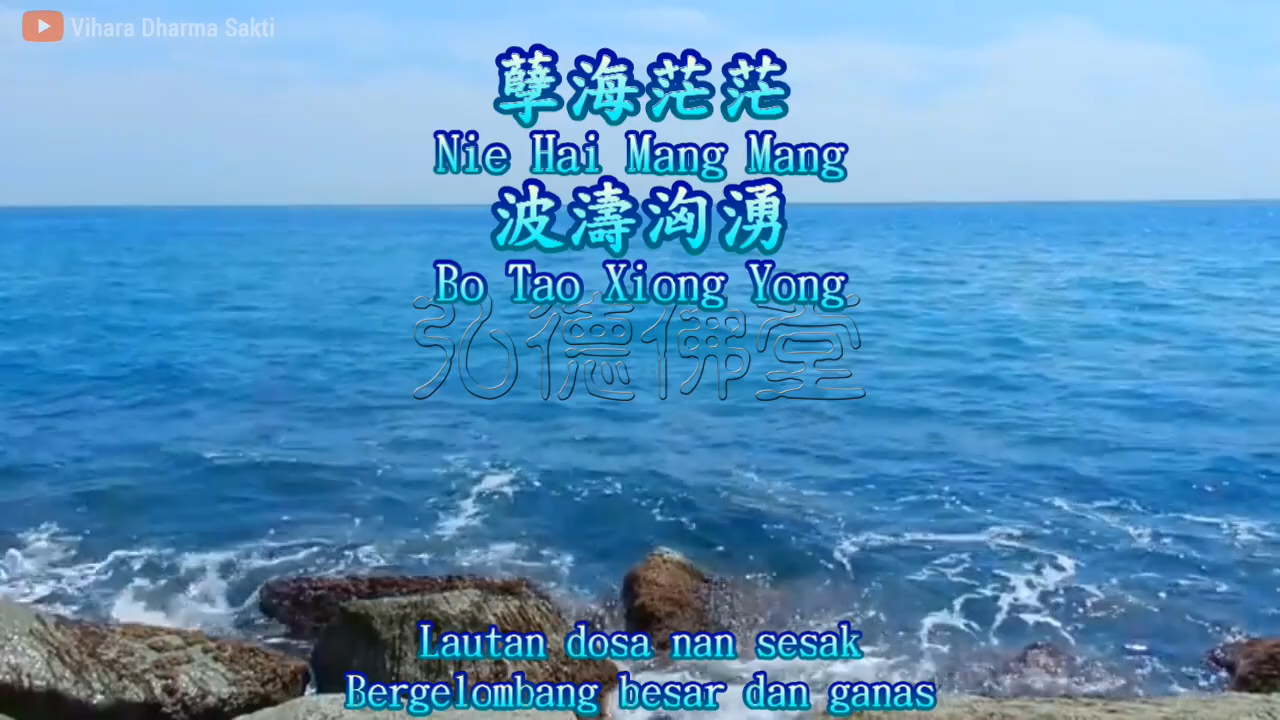 Vihara Dharma Sakti
孽海茫茫
Nie Hai Mang Mang
波濤洶湧
Bo Tao Xiong Yong
弘德佛堂
Lautan dosa nan sesak
Bergelombang besar dan ganas